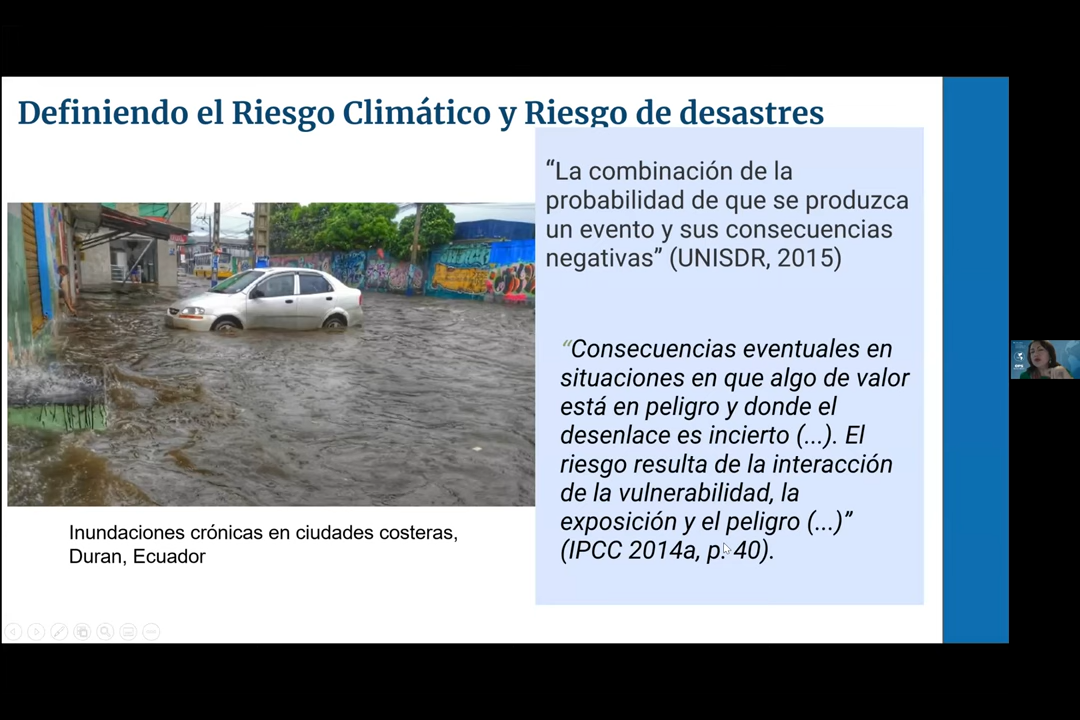 Definiendo el Riesgo Climático y Riesgo de desastres
“La combinación de la
probabilidad de que se produzca
un evento y sus consecuencias
negativas” (UNISDR, 2015)
“Consecuencias eventuales en
situaciones en que algo de valor
está en peligro y donde el
desenlace es incierto (...). El
riesgo resulta de la interacción
de la vulnerabilidad, la
exposición y el peligro (...)”
(IPCC 2014a, p. 40).
Inundaciones crónicas en ciudades costeras,
Duran, Ecuador